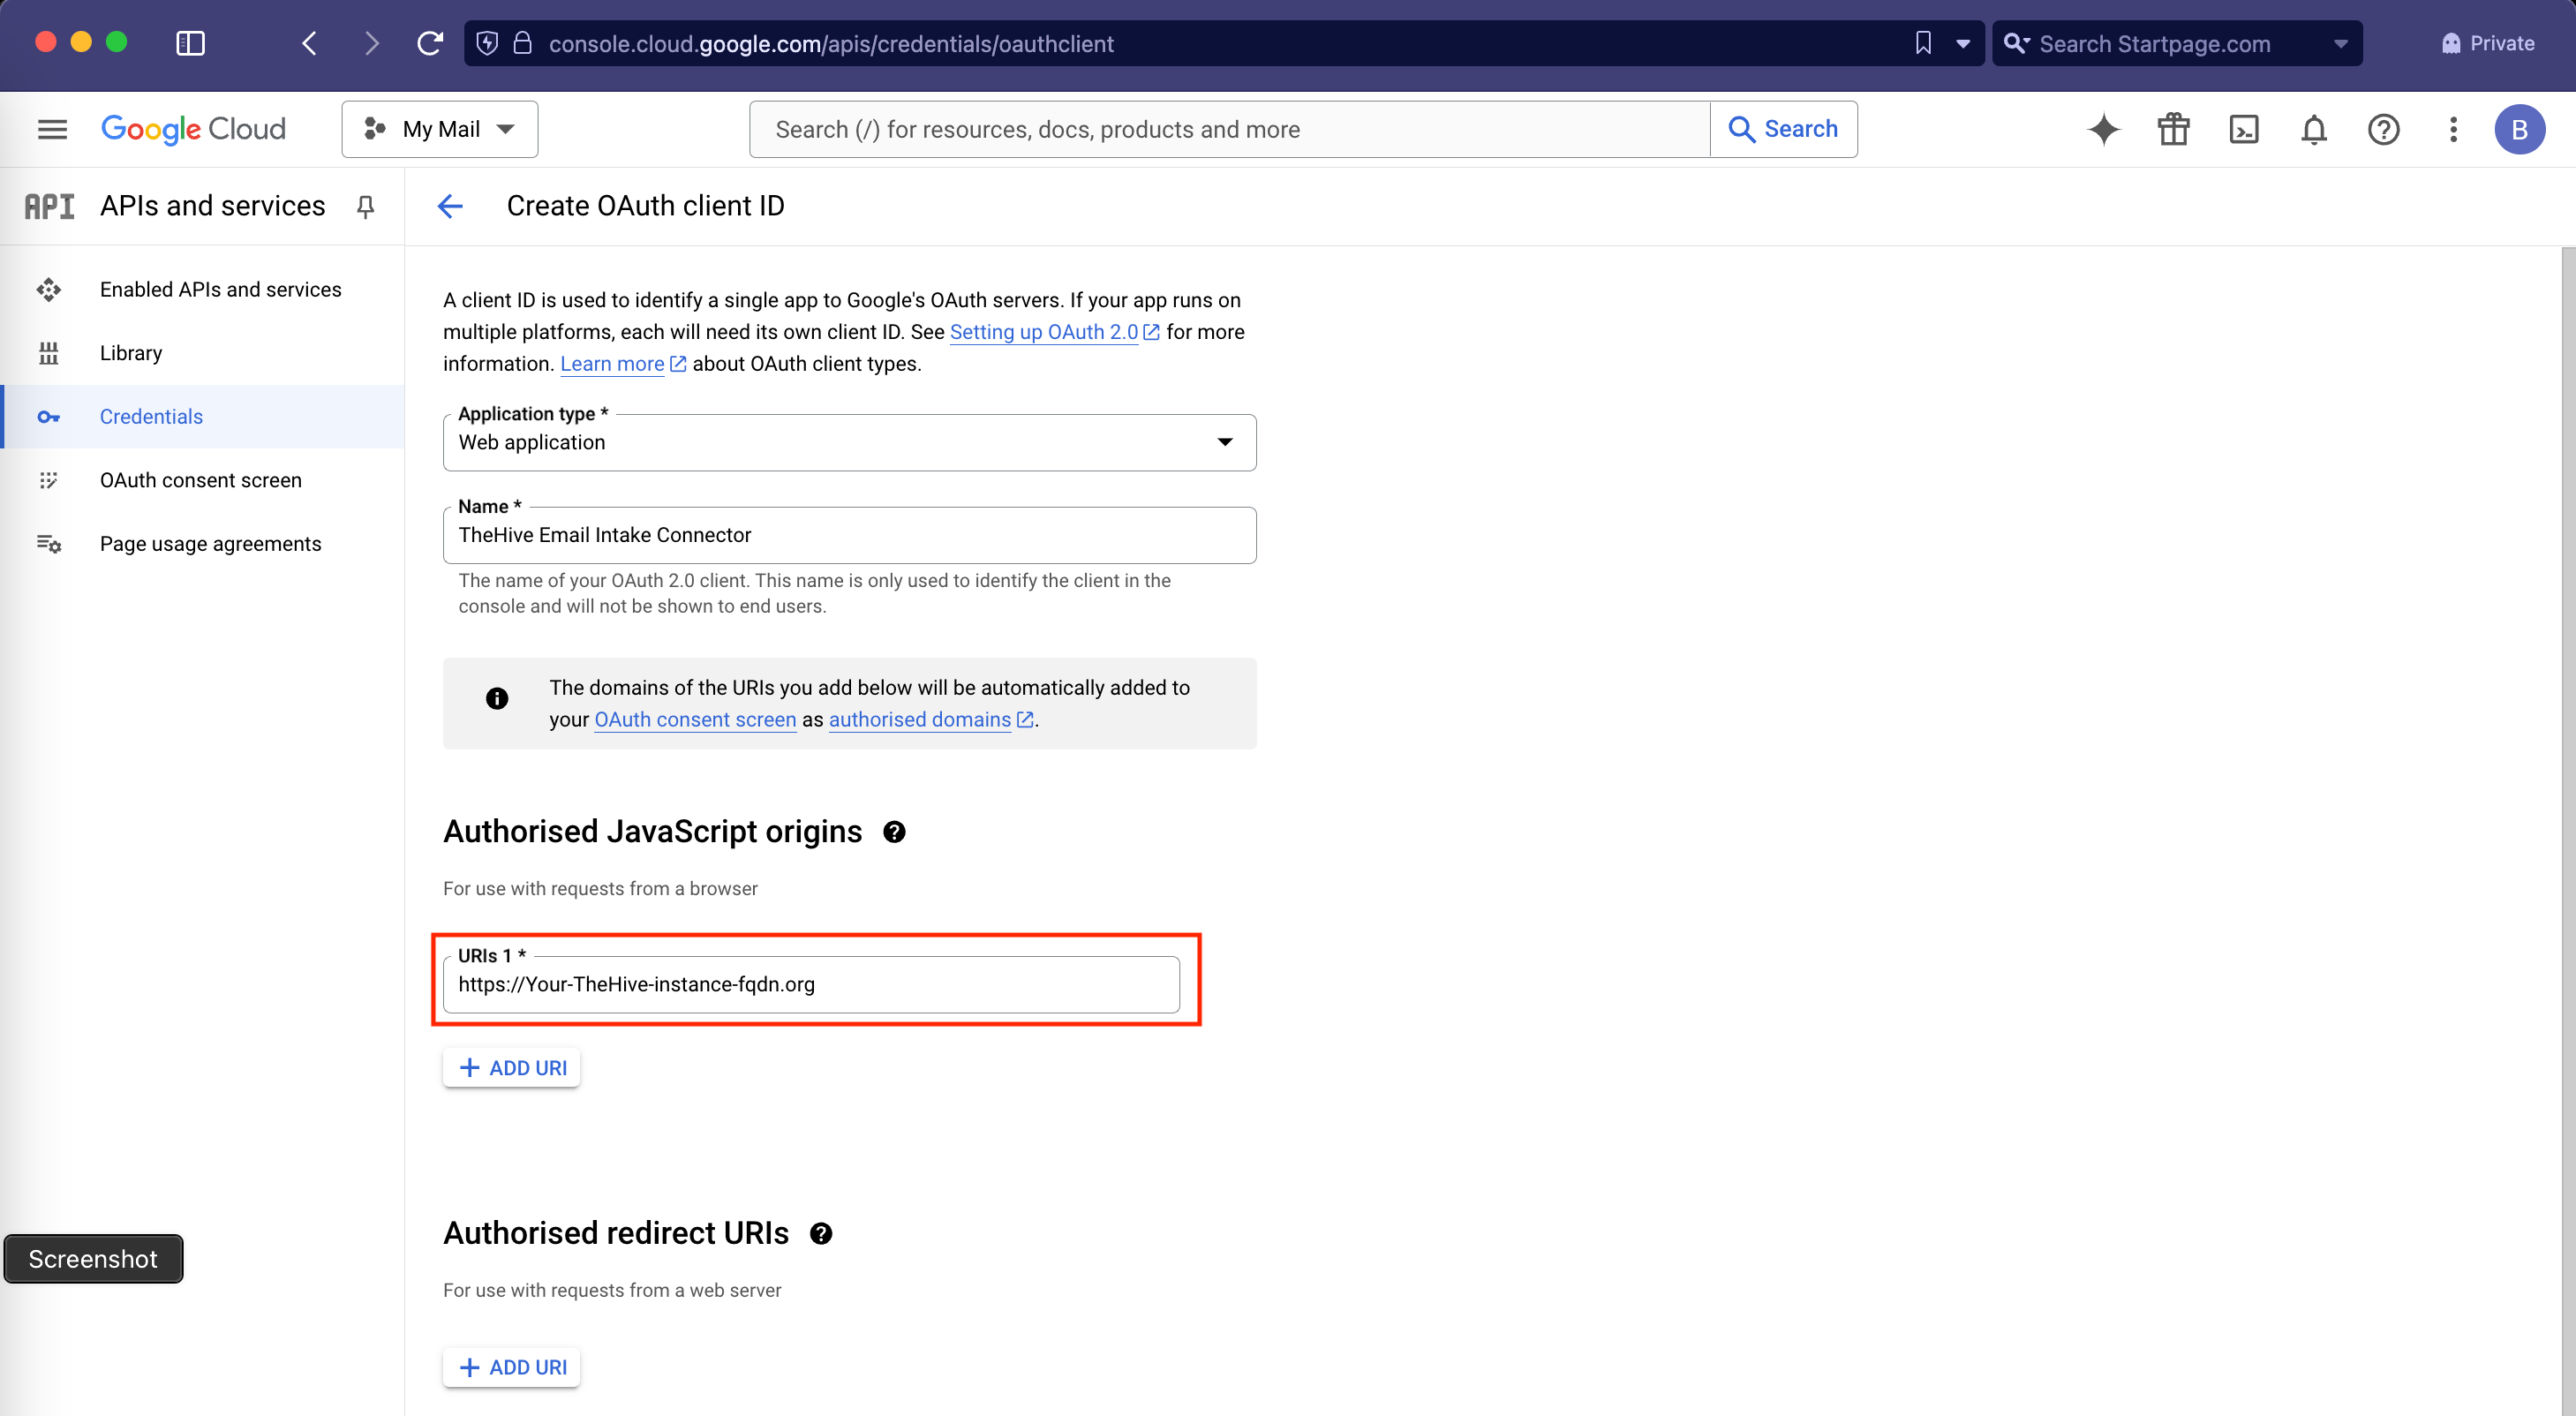 console.cloud.google.com/apis/credentials/oauthclient
Search Startpage.com
Private
Google Cloud
My Mail
Search (/) for resources, docs, products and more
Search
B
API
APIs and services
Create OAuth client ID
Enabled APIs and services
Library
Credentials
OAuth consent screen
Page usage agreements
A client ID is used to identify a single app to Google's OAuth servers. If your app runs on
multiple platforms, each will need its own client ID. See Setting up OAuth 2.0 for more
information. Learn more about OAuth client types.
Application type *
Web application
Name *
TheHive Email Intake Connector
The name of your OAuth 2.0 client. This name is only used to identify the client in the
console and will not be shown to end users.
The domains of the URIs you add below will be automatically added to
your OAuth consent screen as authorised domains.
Authorised JavaScript origins
For use with requests from a browser
URIs 1 *
https://Your-TheHive-instance-fqdn.org
+ ADD URI
Authorised redirect URIs
For use with requests from a web server
+ ADD URI
Screenshot